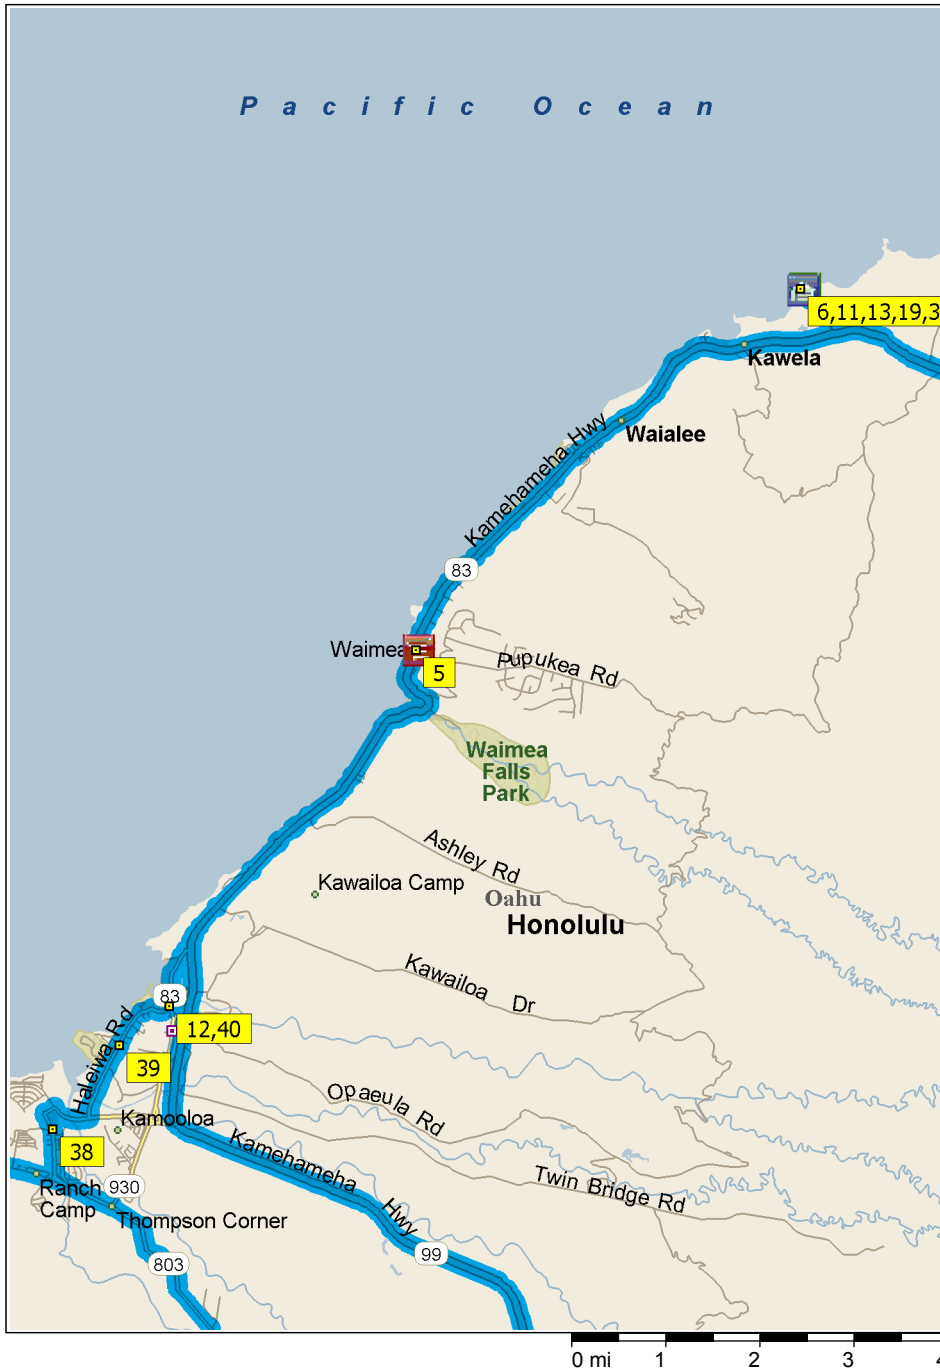 Pacific Ocean
6,11,13,19,3
Kawela
Waialee
Kamehameha Hwy
83
Waimea
5
Pupukea Rd
Waimea
Falls
Park
Ashley Rd
Kawailoa Camp
Oahu
Honolulu
Kawailoa Dr
83
12,40
Haleiwa Rd
39
Opaeula Rd
Kamooloa
38
Kamehameha Hwy
Twin Bridge Rd
Ranch
Camp
930
Thompson Corner
99
803
0 mi 1 2 3